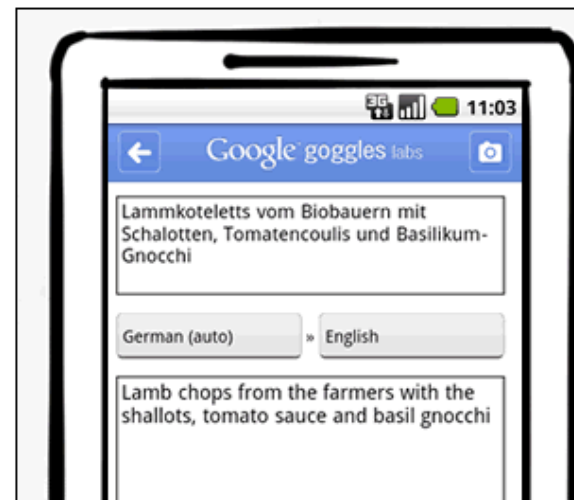 3G
11:03
Google goggles labs
Lammkoteletts vom Biobauern mit
Schalotten, Tomatencoulis und Basilikum-
Gnocchi
German (auto) » English
Lamb chops from the farmers with the
shallots, tomato sauce and basil gnocchi